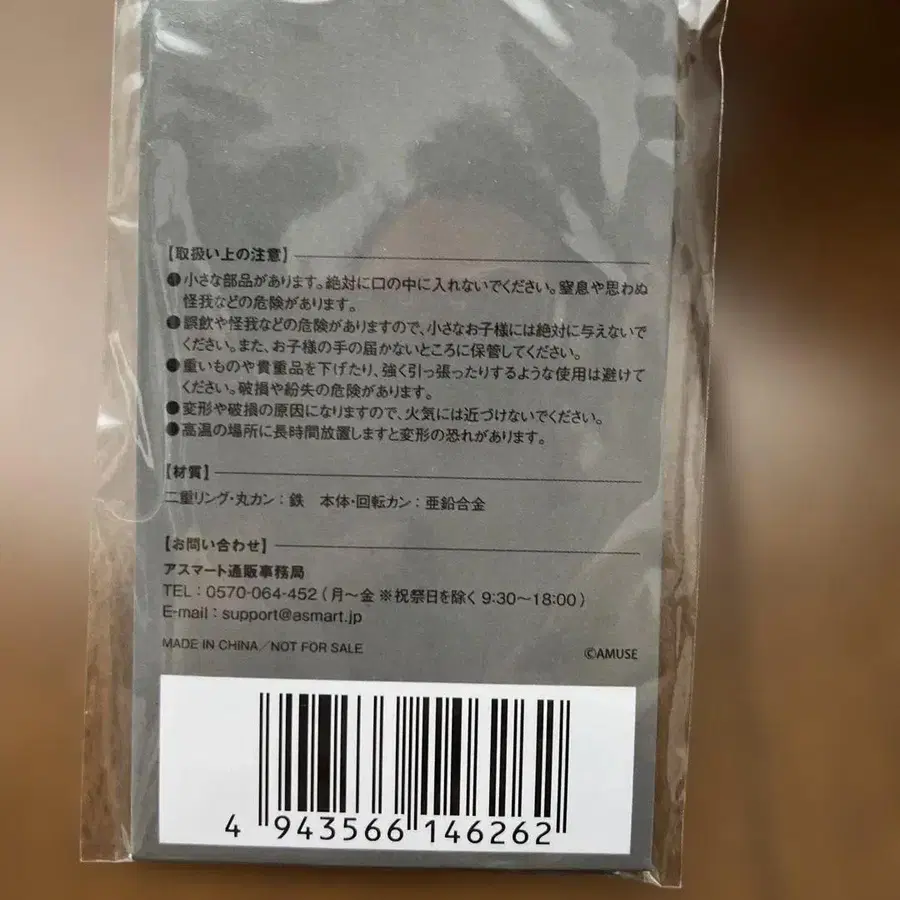 【取扱い上の注意】
●小さな部品があります。絶対に口の中に入れないでください。窒息や思わぬ
怪我などの危険があります。
●誤飲や怪我などの危険がありますので、小さなお子様には絶対に与えないで
ください。また、お子様の手の届かないところに保管してください。
●重いものや貴重品を下げたり、強く引っ張ったりするような使用は避けて
ください。破損や紛失の危険があります。
●変形や破損の原因になりますので、火気には近づけないでください。
●高温の場所に長時間放置しますと変形の恐れがあります。
【材質】
二重リング・丸カン：鉄　本体・回転カン：亜鉛合金
【お問い合わせ】
アスマート通販事務局
TEL：0570-064-452（月〜金 ※祝祭日を除く 9:30〜18:00）
E-mail：support@asmart.jp
MADE IN CHINA／NOT FOR SALE
©AMUSE
4 943566 146262